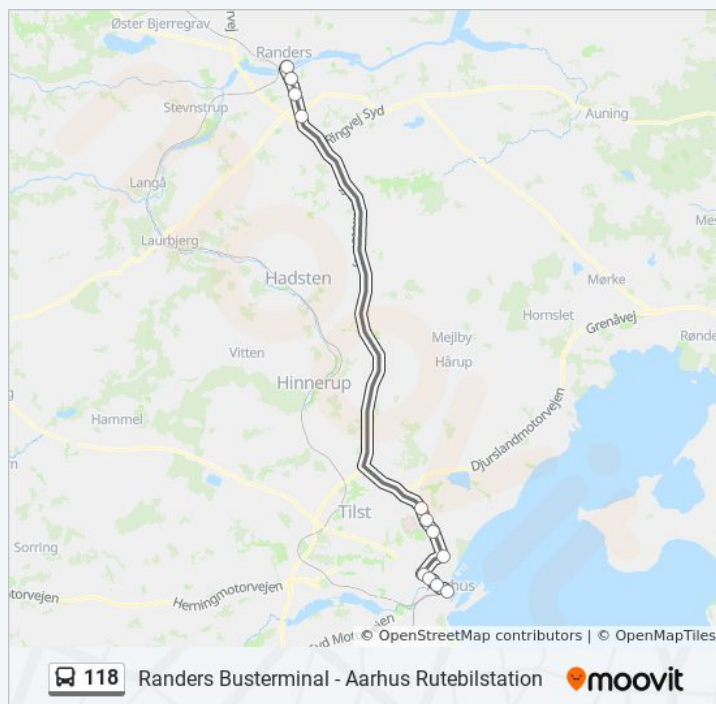 Øster Bjerregrav
Randers
Stevnstrup
Ringvej Syd
Auning
Langå
Laurbjerg
Hadsten
Mørke
Hornslet
Grenåvej
Mejlby
Vitten
Hårup
Hinnerup
Hammel
Djurslandmotorvejen
Tilst
Sorring
Herningmotorvejen
© OpenStreetMap contributors | © OpenMapTiles
118 Randers Busterminal - Aarhus Rutebilstation moovit